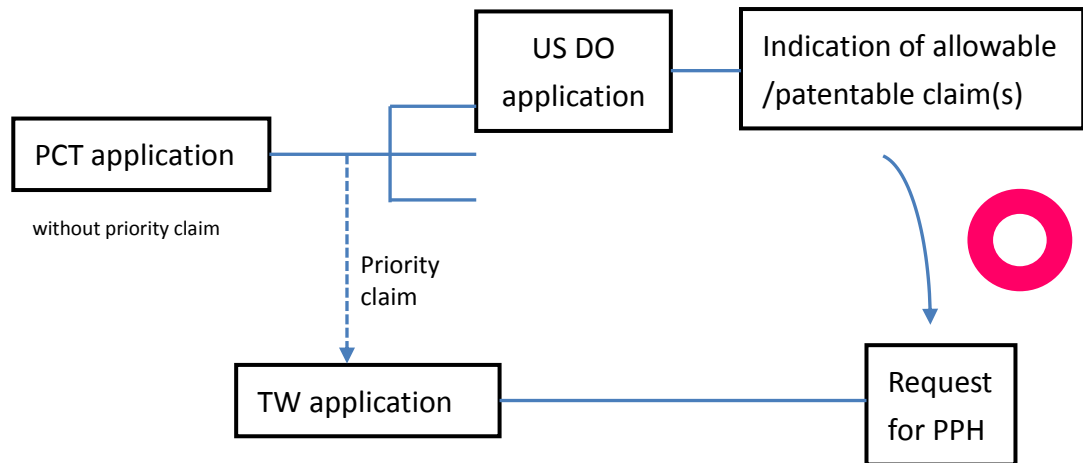 US DO
application
Indication of allowable
/patentable claim(s)
PCT application
without priority claim
Priority
claim
TW application
Request
for PPH